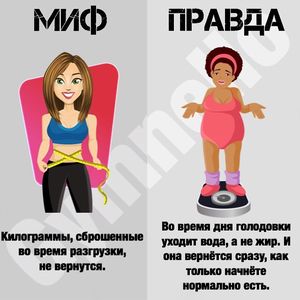 МИФ
Килограммы, сброшенные
во время разгрузки,
не вернутся.
ПРАВДА
Во время дня голодовки
уходит вода, а не жир. И
она вернётся сразу, как
только начнёте
нормально есть.